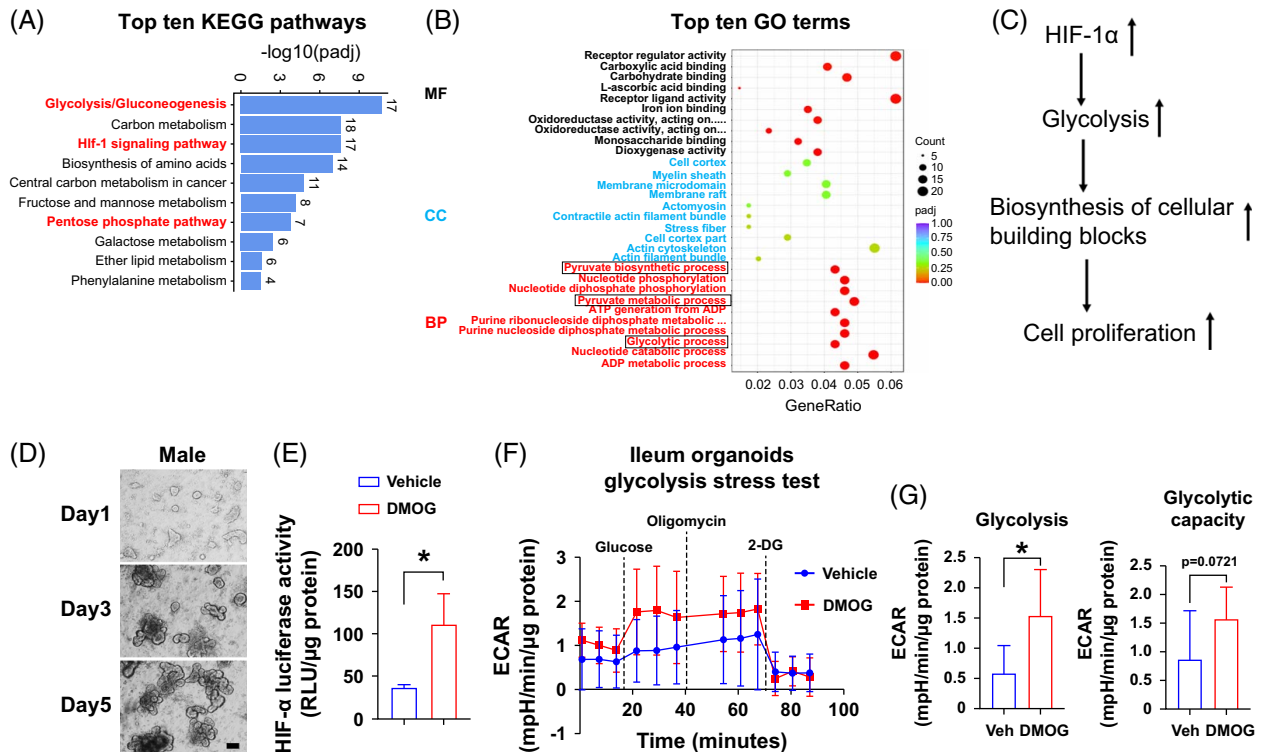 (A)
Top ten KEGG pathways
-log10(padj)
0
3
6
9
Glycolysis/Gluconeogenesis
17
Carbon metabolism
18
HIf-1 signaling pathway
17
Biosynthesis of amino acids
14
Central carbon metabolism in cancer
11
Fructose and mannose metabolism
8
Pentose phosphate pathway
7
Galactose metabolism
6
Ether lipid metabolism
6
Phenylalanine metabolism
4
(B)
Top ten GO terms
MF
Receptor regulator activity
Carboxylic acid binding
Carbohydrate binding
L-ascorbic acid binding
Receptor ligand activity
Iron ion binding
Oxidoreductase activity, acting on.....
Oxidoreductase activity, acting on...
Monosaccharide binding
Dioxygenase activity
CC
Cell cortex
Myelin sheath
Membrane microdomain
Membrane raft
Actomyosin
Contractile actin filament bundle
Stress fiber
Cell cortex part
Actin cytoskeleton
Actin filament bundle
BP
Pyruvate biosynthetic process
Nucleotide phosphorylation
Nucleotide diphosphate phosphorylation
Pyruvate metabolic process
ATP generation from ADP
Purine ribonucleoside diphosphate metabolic ...
Purine nucleoside diphosphate metabolic process
Glycolytic process
Nucleotide catabolic process
ADP metabolic process
0.02 0.03 0.04 0.05 0.06
GeneRatio
Count
5
10
15
20
padj
1.00
0.75
0.50
0.25
0.00
(C)
HIF-1α
Glycolysis
Biosynthesis of cellular
building blocks
Cell proliferation
(D)
Male
Day1
Day3
Day5
(E)
Vehicle
DMOG
HIF-α luciferase activity
(RLU/µg protein)
200
150
100
50
0
*
(F)
Ileum organoids
glycolysis stress test
Oligomycin
Glucose
2-DG
Vehicle
DMOG
ECAR
(mpH/min/µg protein)
3
2
1
0
-1
20 40 60 80 100
Time (minutes)
(G)
Glycolysis
ECAR
(mpH/min/µg protein)
2.5
2.0
1.5
1.0
0.5
0.0
*
Veh DMOG
Glycolytic
capacity
ECAR
(mpH/min/µg protein)
2.5
2.0
1.5
1.0
0.5
0.0
p=0.0721
Veh DMOG